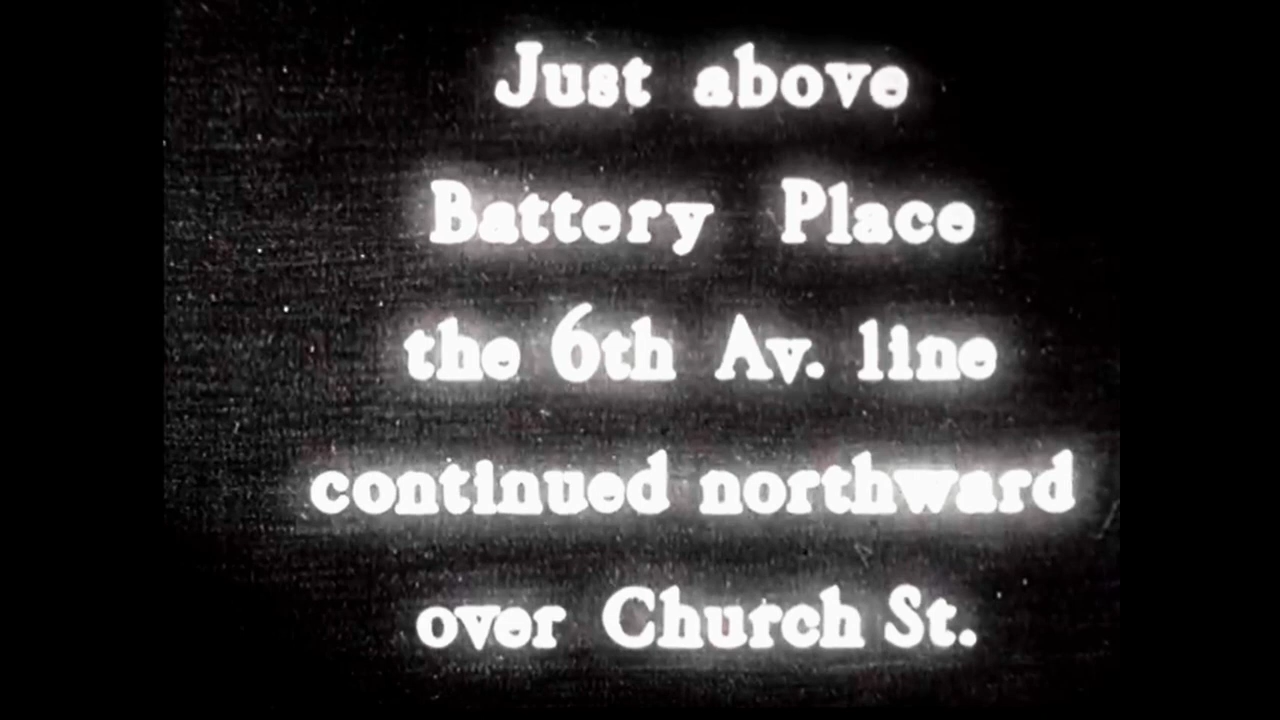 Just above
Battery Place
the 6th Av. line
continued northward
over Church St.